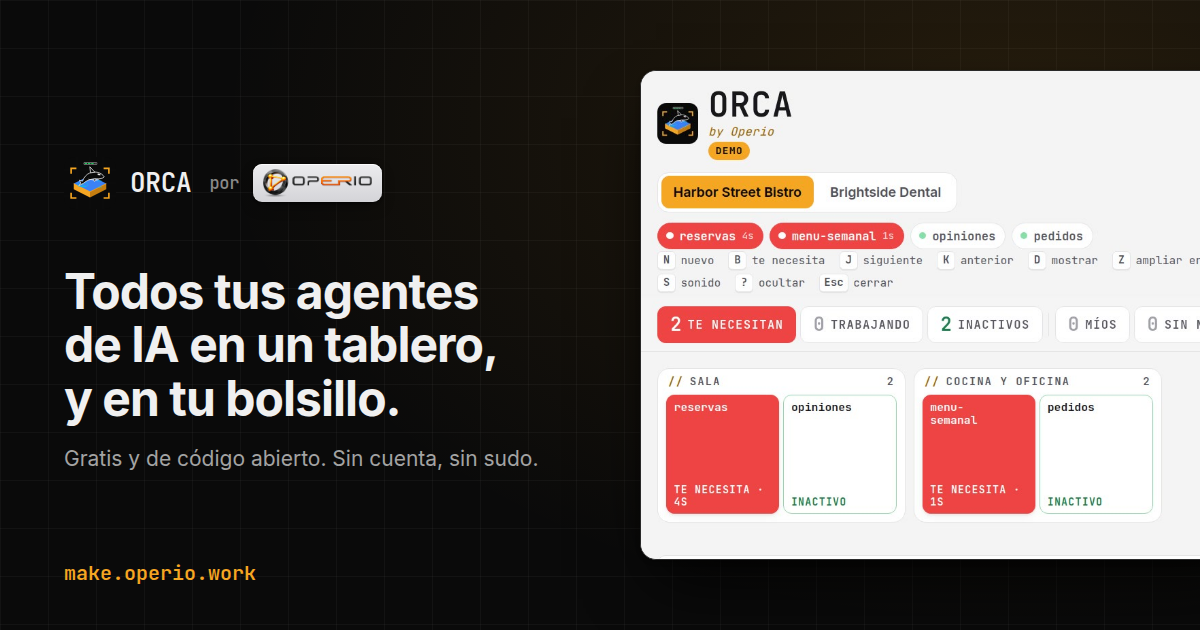 ORCA por OPERIO
Todos tus agentes
de IA en un tablero,
y en tu bolsillo.
Gratis y de código abierto. Sin cuenta, sin sudo.
make.operio.work
ORCA
by Operio
DEMO
Harbor Street Bistro Brightside Dental
reservas 4s menu-semanal 1s opiniones pedidos
N nuevo B te necesita J siguiente K anterior D mostrar Z ampliar
S sonido ? ocultar Esc cerrar
2 TE NECESITAN 0 TRABAJANDO 2 INACTIVOS 0 MÍOS 0 SIN
// SALA 2 // COCINA Y OFICINA 2
reservas opiniones menu- pedidos
semanal
TE NECESITA · TE NECESITA ·
4S INACTIVO 1S INACTIVO